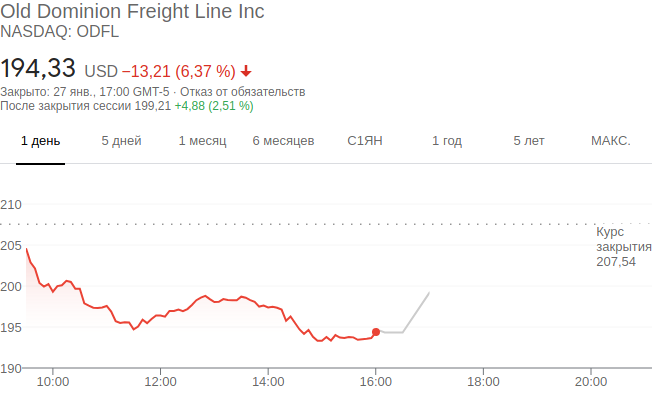 Old Dominion Freight Line Inc
NASDAQ: ODFL
194,33 USD −13,21 (6,37 %)
Закрыто: 27 янв., 17:00 GMT-5 · Отказ от обязательств
После закрытия сессии 199,21 +4,88 (2,51 %)
1 день 5 дней 1 месяц 6 месяцев С1ЯН 1 год 5 лет МАКС.
210
Курс
закрытия
207,54
205
200
195
190
10:00 12:00 14:00 16:00 18:00 20:00